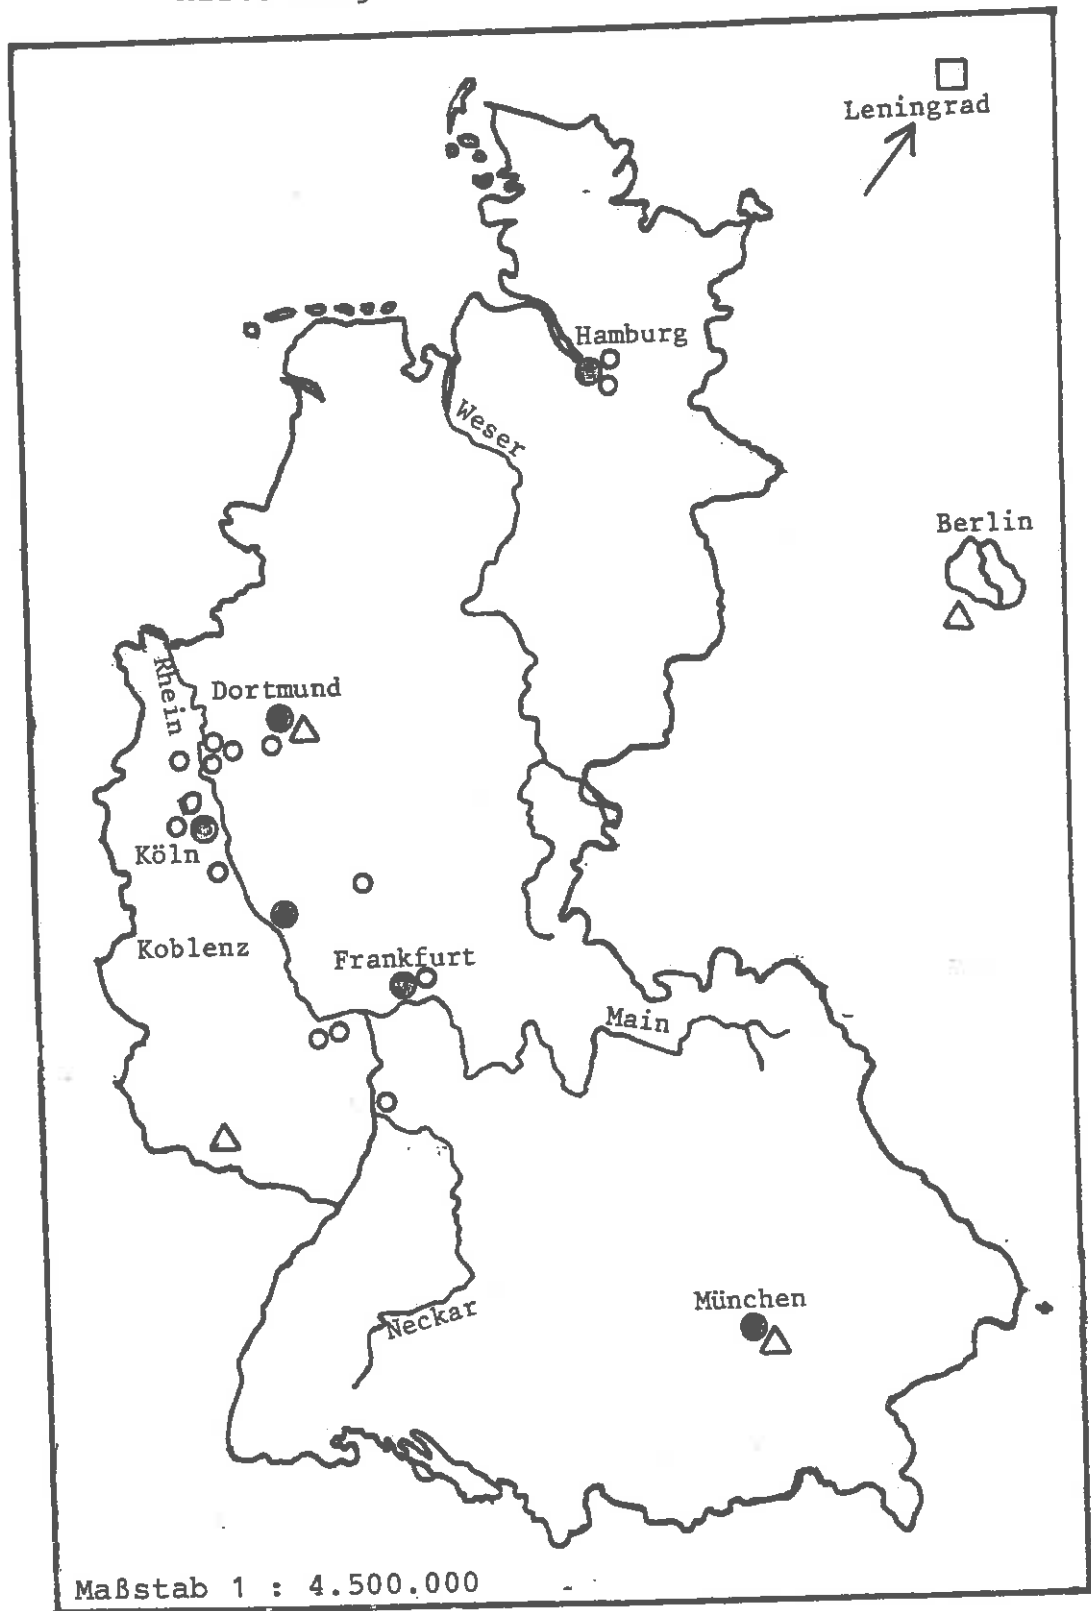 Leningrad
Hamburg
Weser
Berlin
Rhein
Dortmund
Köln
Koblenz
Frankfurt
Main
München
Neckar
Maßstab 1 : 4.500.000